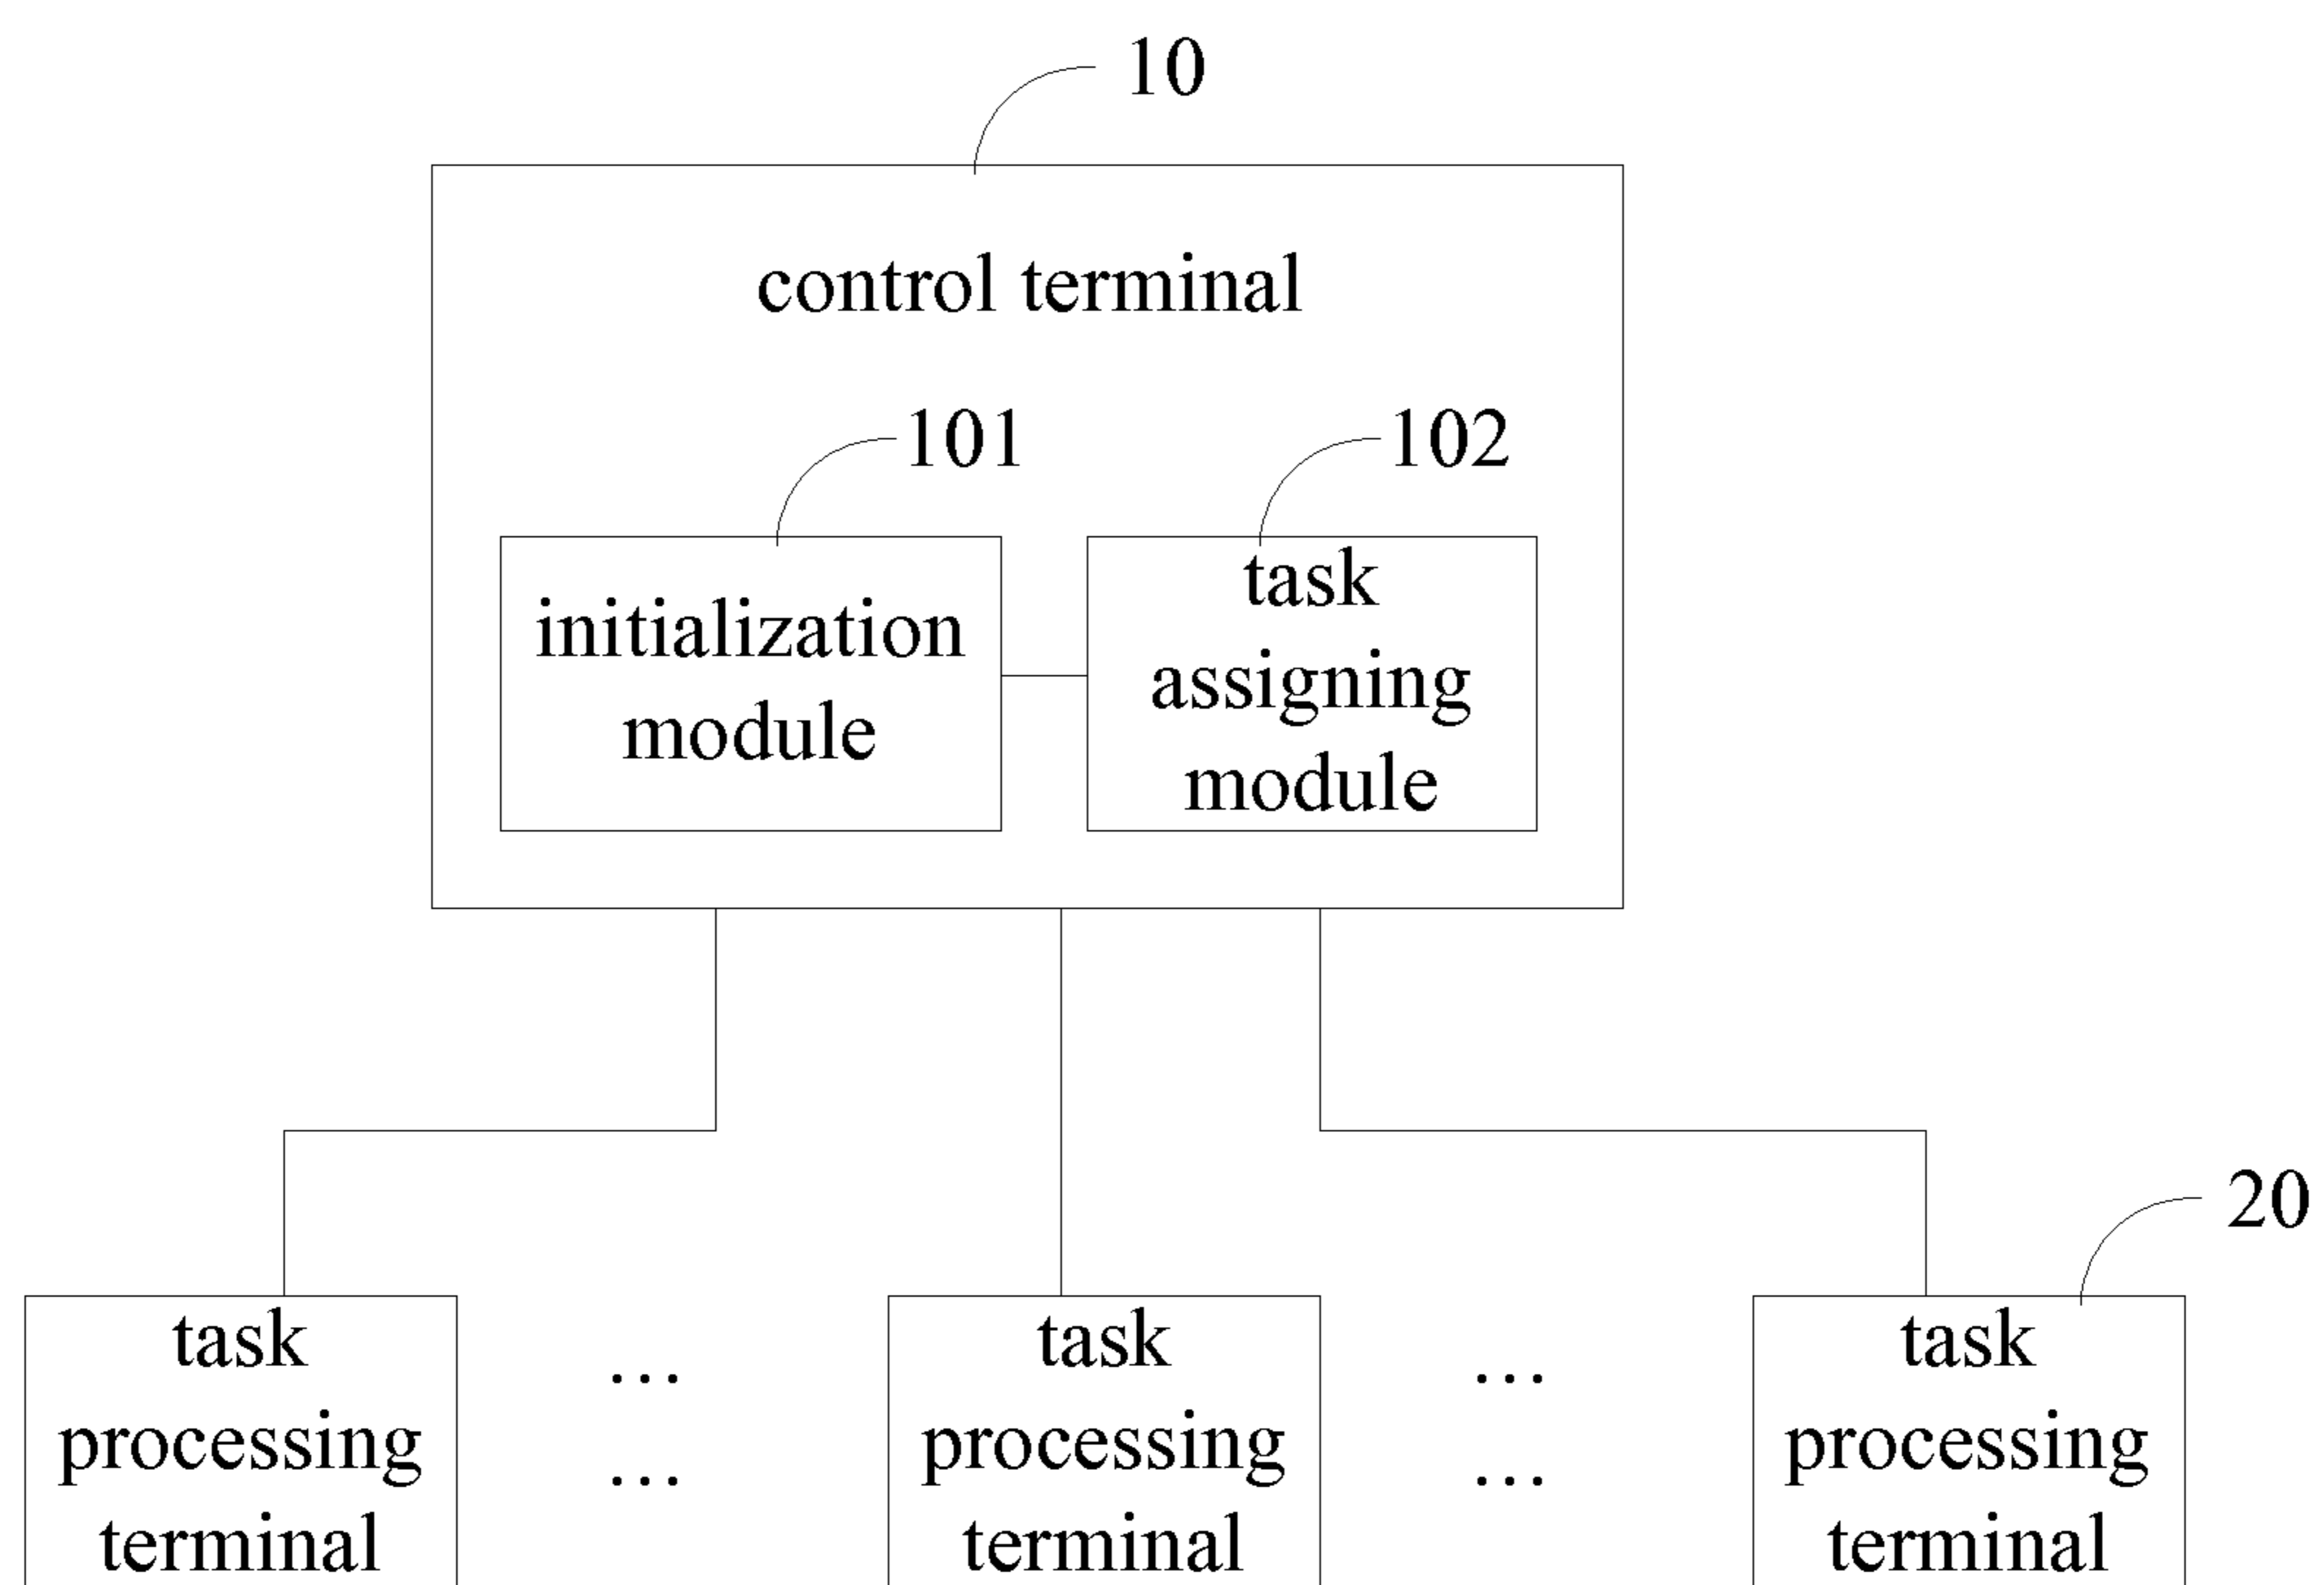 10
control terminal
101
102
initialization
module
task
assigning
module
20
task
processing
terminal
...
...
task
processing
terminal
...
...
task
processing
terminal